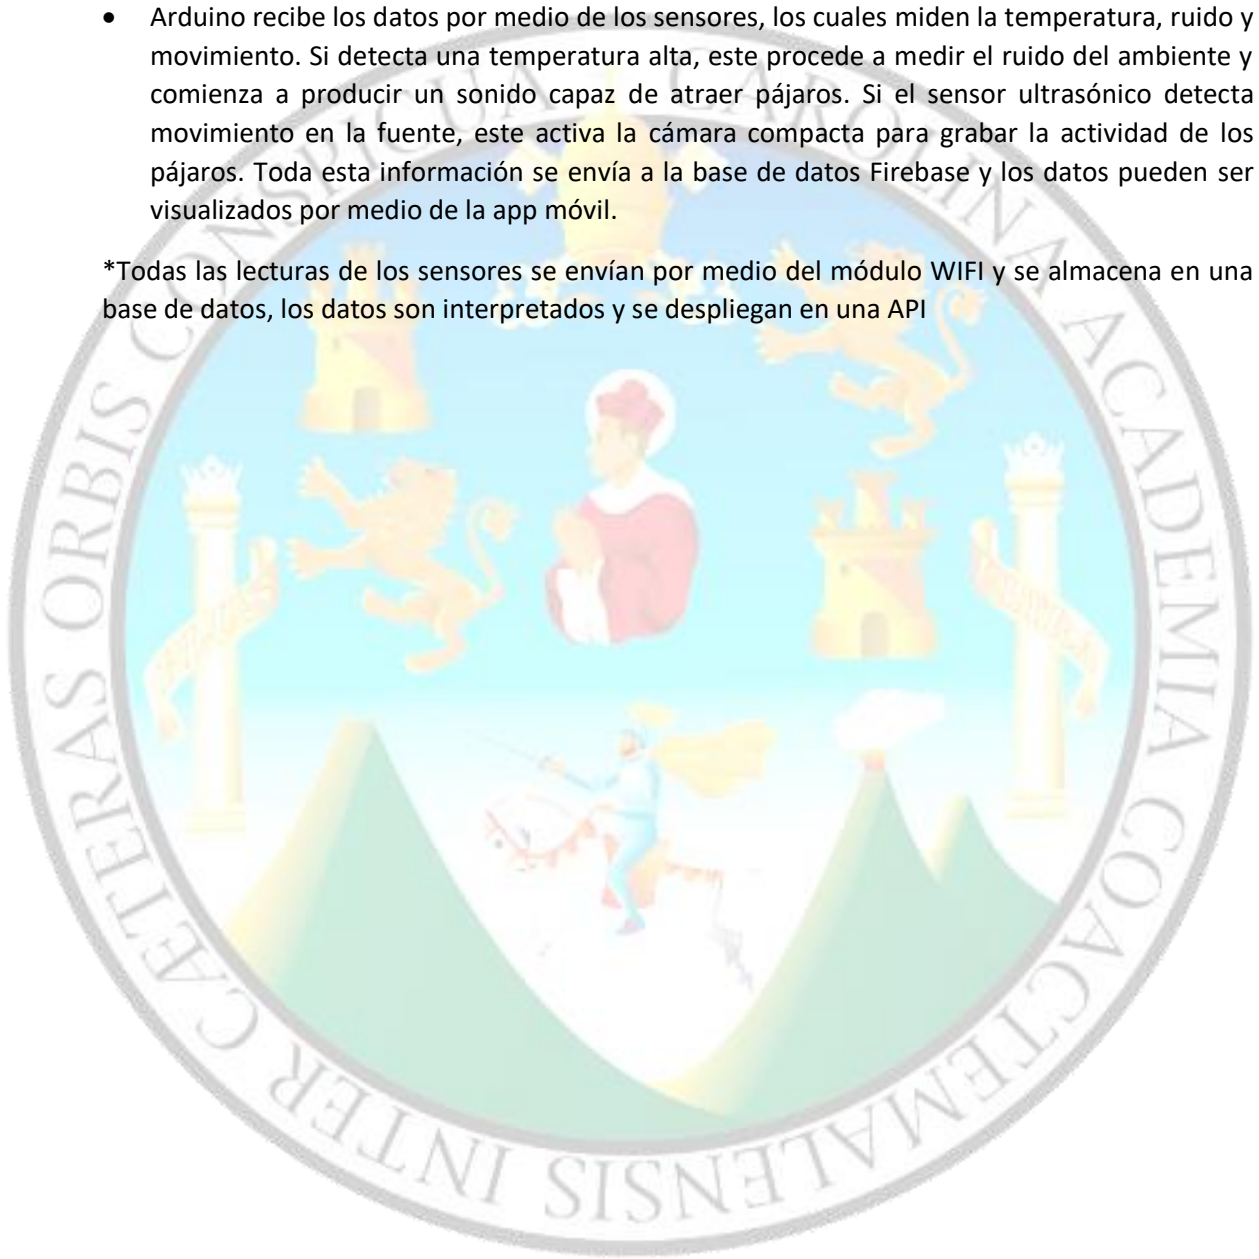 • Arduino recibe los datos por medio de los sensores, los cuales miden la temperatura, ruido y
movimiento. Si detecta una temperatura alta, este procede a medir el ruido del ambiente y
comienza a producir un sonido capaz de atraer pájaros. Si el sensor ultrasónico detecta
movimiento en la fuente, este activa la cámara compacta para grabar la actividad de los
pájaros. Toda esta información se envía a la base de datos Firebase y los datos pueden ser
visualizados por medio de la app móvil.
*Todas las lecturas de los sensores se envían por medio del módulo WIFI y se almacena en una
base de datos, los datos son interpretados y se despliegan en una API
CAROLINA ACADEMIA COACTEMALENSIS INTER CÆTERAS ORBIS CONSPICUA